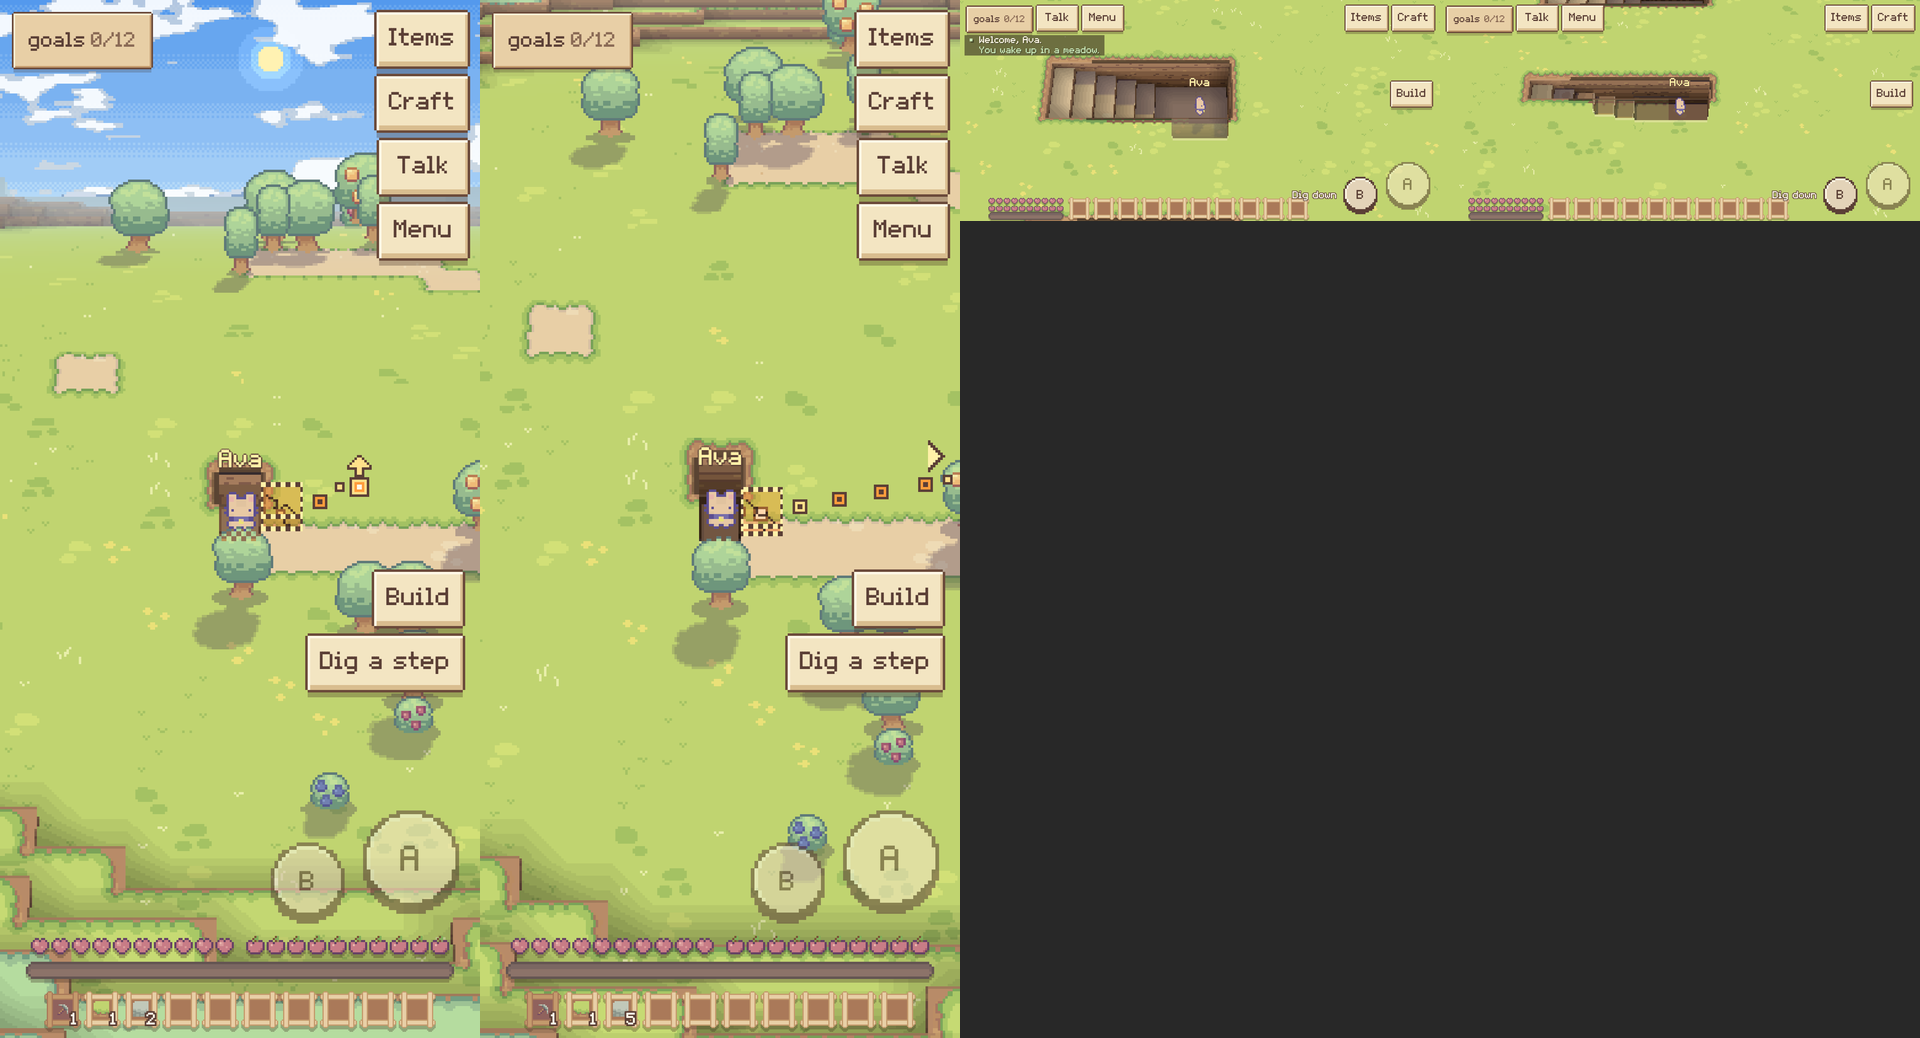 goals 0/12
Items
Craft
Talk
Menu
Ava
Build
Dig a step
B
A
1
1
2
goals 0/12
Items
Craft
Talk
Menu
Ava
Build
Dig a step
B
A
1
1
5
goals 0/12
Talk
Menu
Items
Craft
• Welcome, Ava.
You wake up in a meadow.
Ava
Build
Dig down
B
A
goals 0/12
Talk
Menu
Items
Craft
Ava
Build
Dig down
B
A